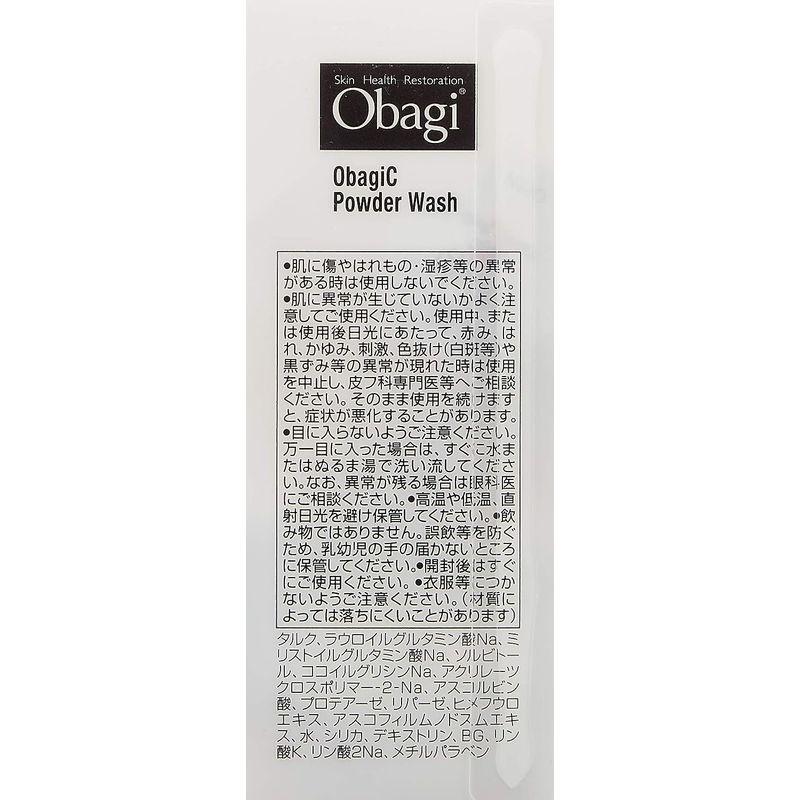 Skin Health Restoration
Obagi®
ObagiC
Powder Wash
●肌に傷やはれもの・湿疹等の異常
がある時は使用しないでください。
●肌に異常が生じていないかよく注
意してご使用ください。使用中、また
は使用後日光にあたって、赤み、は
れ、かゆみ、刺激、色抜け(白斑等)や
黒ずみ等の異常が現れた時は使用
を中止し、皮フ科専門医等へご相談
ください。そのまま使用を続けます
と、症状が悪化することがあります。
●目に入らないようご注意ください。
万一目に入った場合は、すぐに水ま
たはぬるま湯で洗い流してくださ
い。なお、異常が残る場合は眼科医
にご相談ください。●高温や低温、直
射日光を避け保管してください。●飲
み物ではありません。誤飲等を防ぐ
ため、乳幼児の手の届かないところ
に保管してください。●開封後はすぐ
にご使用ください。●衣服等につか
ないようご注意ください。(材質に
よっては落ちにくいことがあります)
タルク、ラウロイルグルタミン酸Na、ミ
リストイルグルタミン酸Na、ソルビトー
ル、ココイルグリシンNa、アクリレーツ
クロスポリマー-2-Na、アスコルビン
酸、プロテアーゼ、リパーゼ、ヒメフウロ
エキス、アスコフィルムノドスムエキ
ス、水、シリカ、デキストリン、BG、リン
酸K、リン酸2Na、メチルパラベン